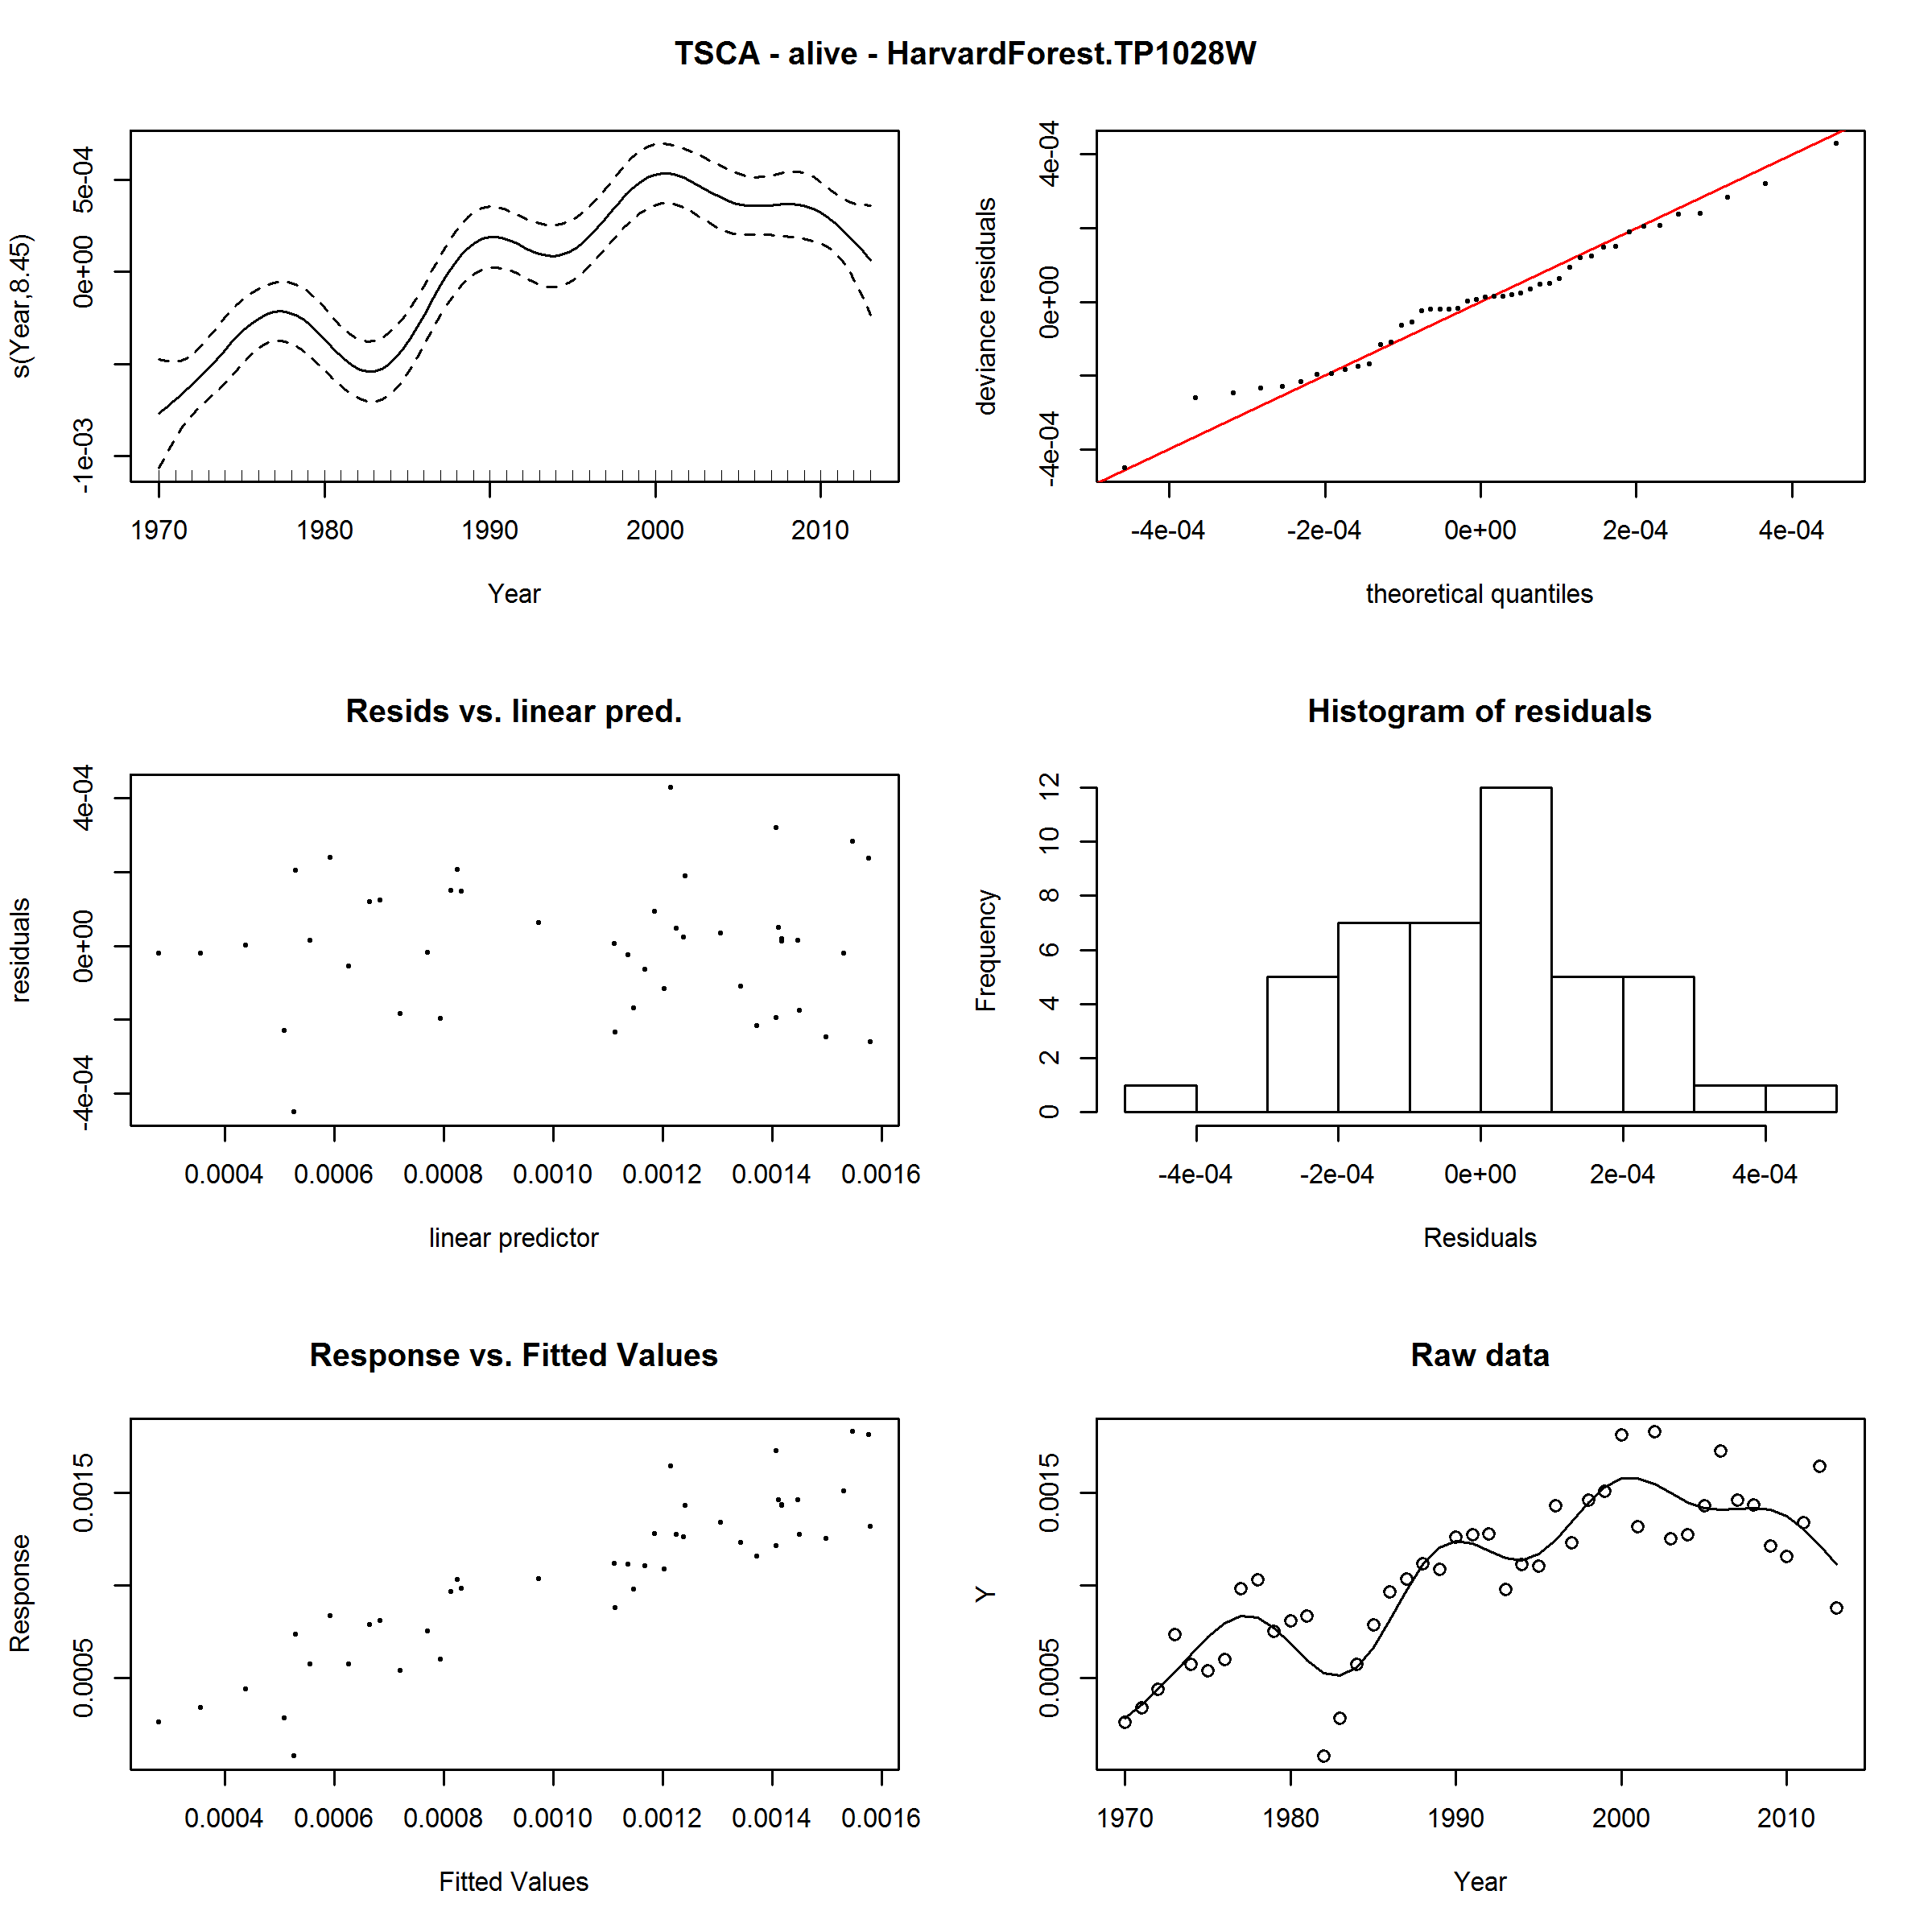 TSCA - alive - HarvardForest.TP1028W
s(Year,8.45)
-1e-03 0e+00 5e-04
1970 1980 1990 2000 2010
Year
deviance residuals
-4e-04 0e+00 4e-04
-4e-04 -2e-04 0e+00 2e-04 4e-04
theoretical quantiles
Resids vs. linear pred.
residuals
-4e-04 0e+00 4e-04
0.0004 0.0006 0.0008 0.0010 0.0012 0.0014 0.0016
linear predictor
Histogram of residuals
Frequency
0 2 4 6 8 10 12
-4e-04 -2e-04 0e+00 2e-04 4e-04
Residuals
Response vs. Fitted Values
Response
0.0005 0.0015
0.0004 0.0006 0.0008 0.0010 0.0012 0.0014 0.0016
Fitted Values
Raw data
Y
0.0005 0.0015
1970 1980 1990 2000 2010
Year